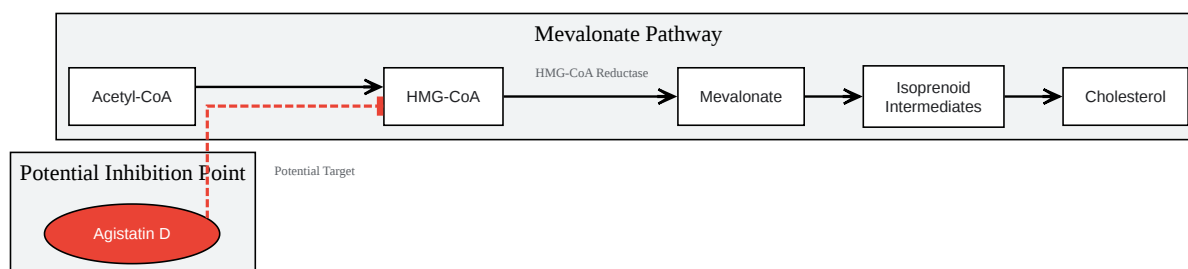 Mevalonate Pathway
HMG-CoA Reductase
Acetyl-CoA
HMG-CoA
Mevalonate
Isoprenoid
Intermediates
Cholesterol
Potential Inhibition Point
Potential Target
Agistatin D